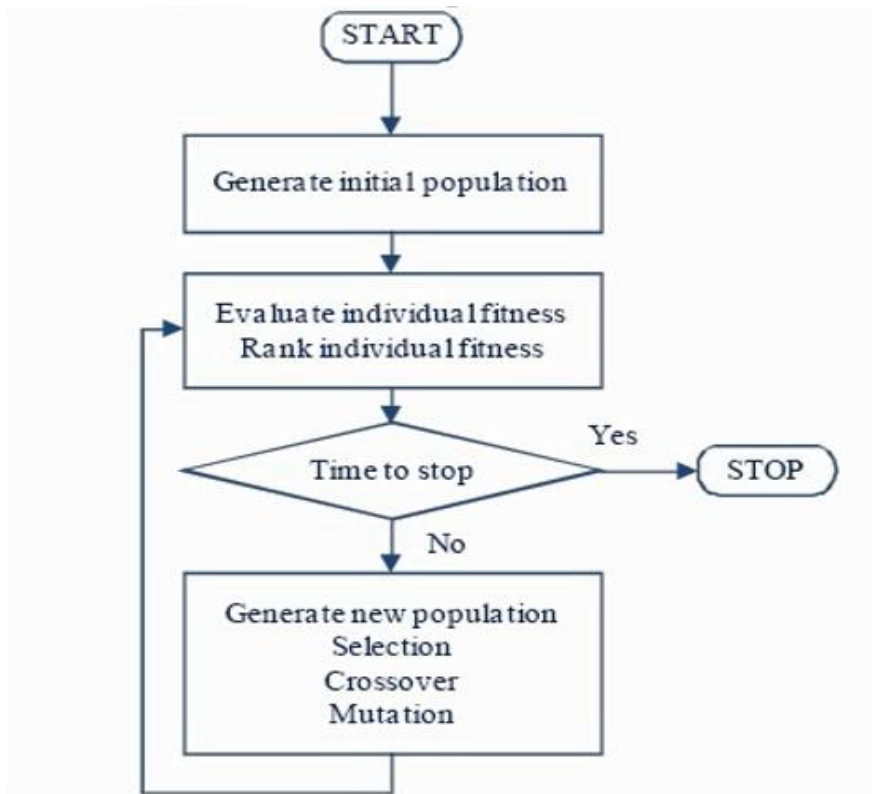 START
Generate initial population
Evaluate individual fitness
Rank individual fitness
Time to stop
Yes
STOP
No
Generate new population
Selection
Crossover
Mutation